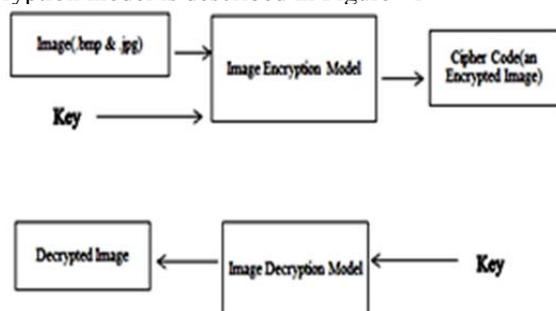 Image(.bmp & .jpg)
Image Encryption Model
Cipher Code(an
Encrypted Image)
Key
Decrypted Image
Image Decryption Model
Key